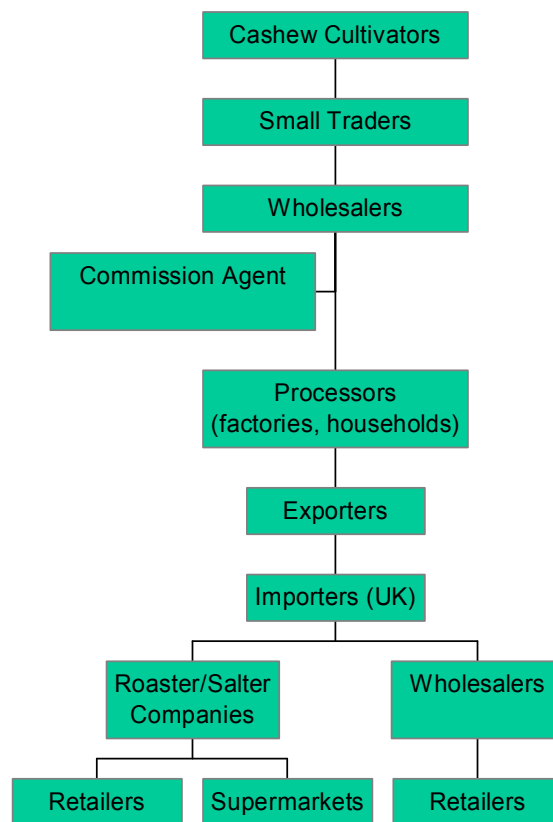 Cashew Cultivators
Small Traders
Wholesalers
Commission Agent
Processors
(factories, households)
Exporters
Importers (UK)
Roaster/Salter
Companies
Wholesalers
Retailers
Supermarkets
Retailers